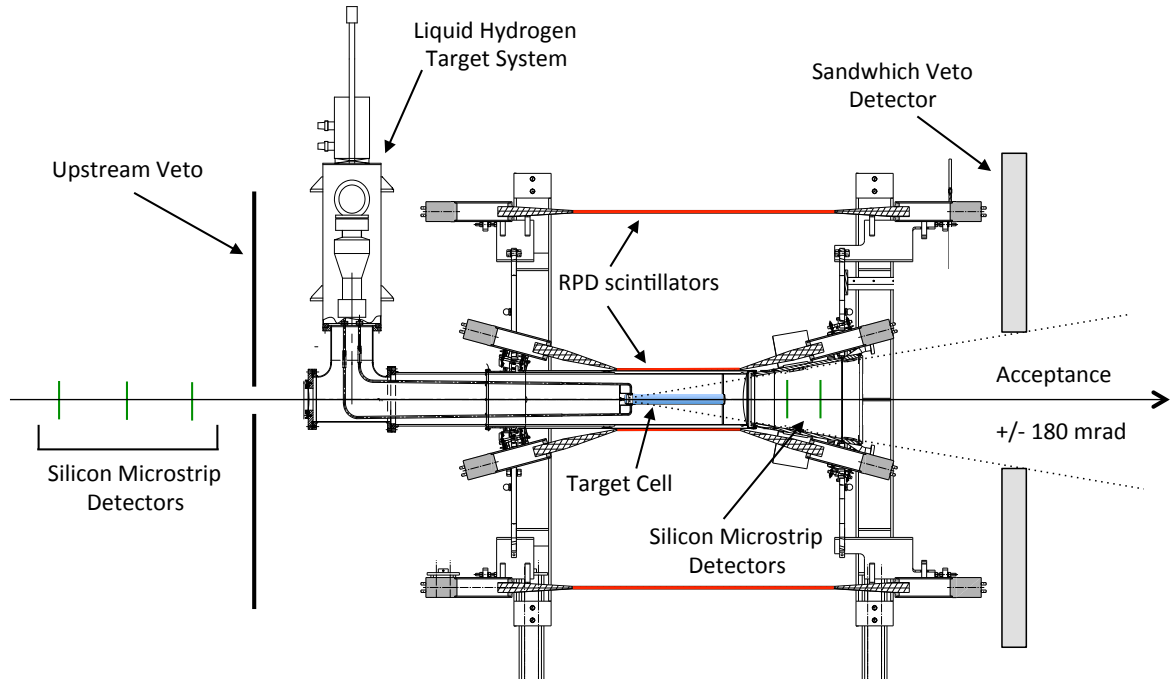 Liquid Hydrogen
Target System
Sandwhich Veto
Detector
Upstream Veto
RPD scintillators
Acceptance
+/- 180 mrad
Silicon Microstrip
Detectors
Target Cell
Silicon Microstrip
Detectors